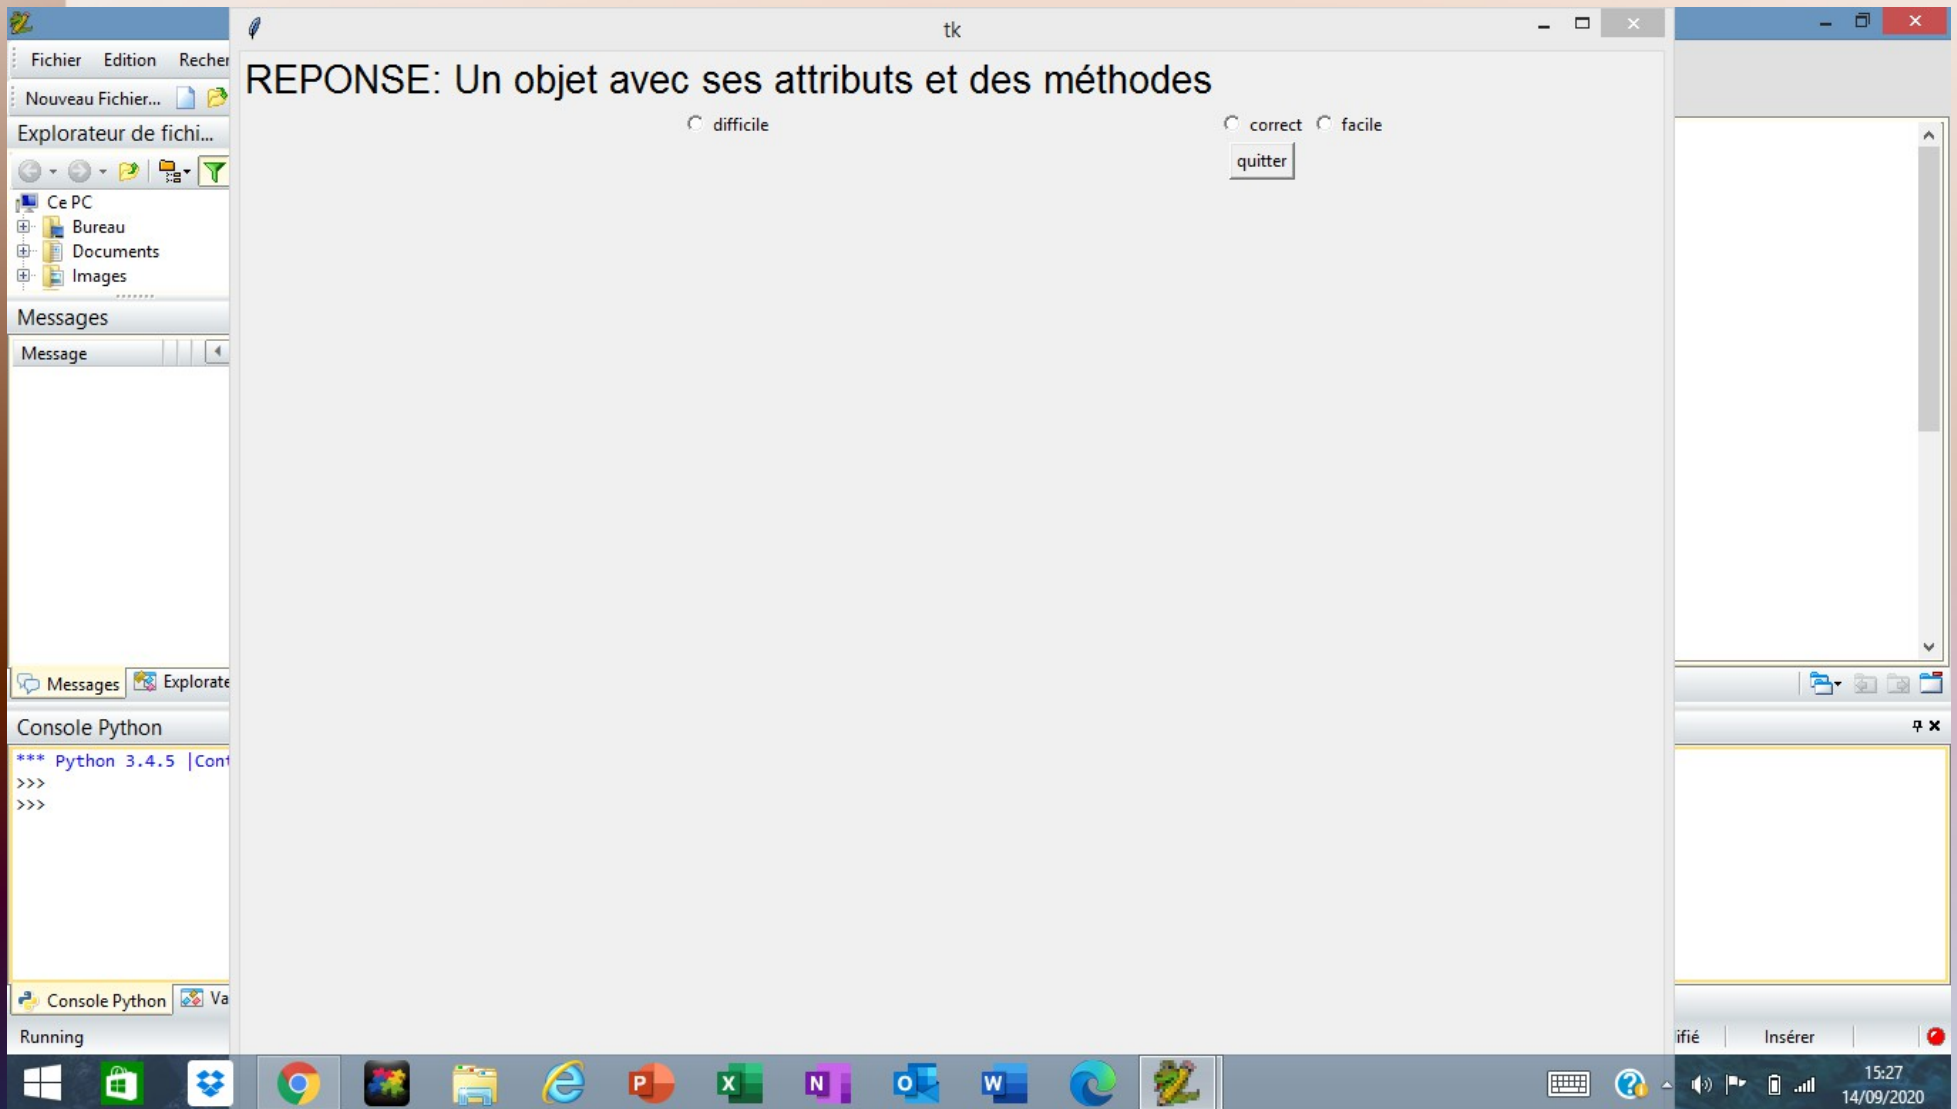 tk
Fichier Edition Recher
Nouveau Fichier...
REPONSE: Un objet avec ses attributs et des méthodes
difficile correct facile
quitter
Explorateur de fichi...
Ce PC
Bureau
Documents
Images
Messages
Message
Messages Explorate
Console Python
*** Python 3.4.5 |Cont
>>>
>>>
Console Python Va
Running ifié Insérer
15:27
14/09/2020